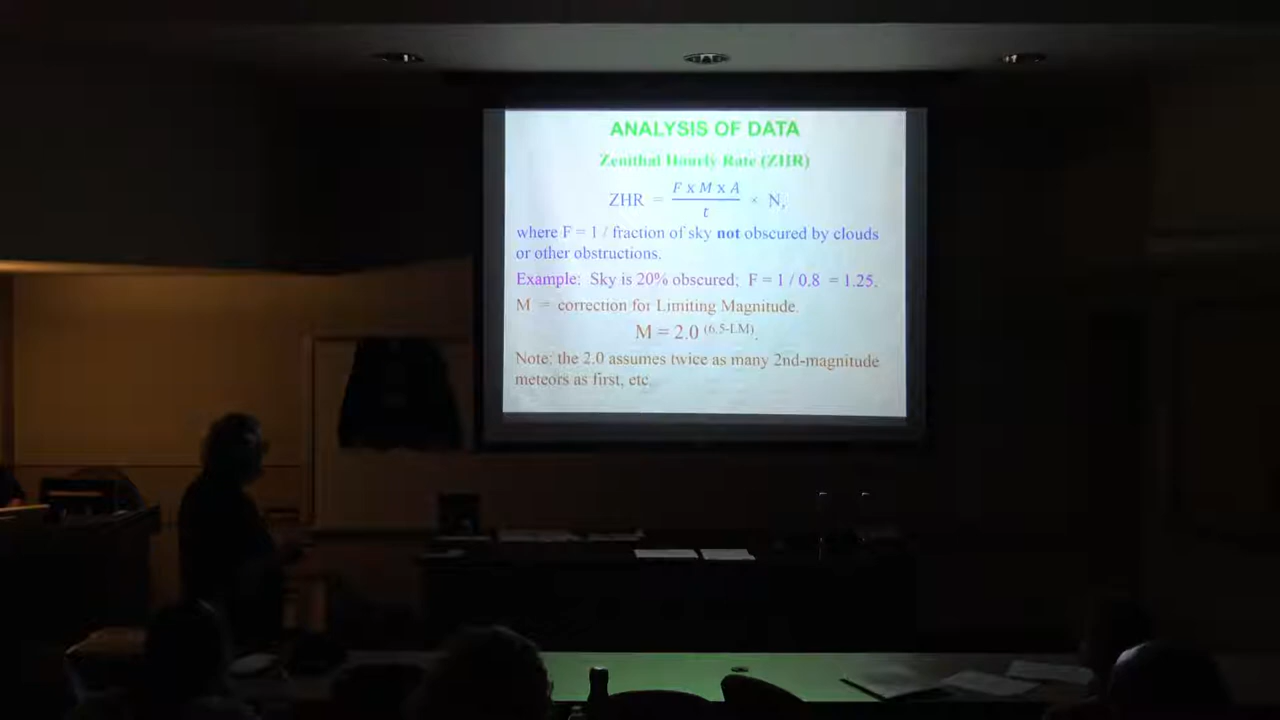 ANALYSIS OF DATA
Zenithal Hourly Rate (ZHR)
ZHR = F x M x A / t × N,
where F = 1 / fraction of sky not obscured by clouds
or other obstructions.
Example: Sky is 20% obscured; F = 1 / 0.8 = 1.25.
M = correction for Limiting Magnitude.
M = 2.0 (6.5-LM).
Note: the 2.0 assumes twice as many 2nd-magnitude
meteors as first, etc.